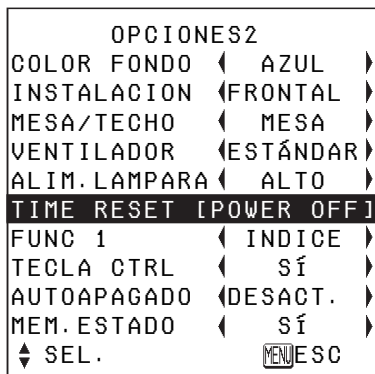 OPCIONES2
COLOR FONDO AZUL
INSTALACION FRONTAL
MESA/TECHO MESA
VENTILADOR ESTÁNDAR
ALIM.LAMPARA ALTO
TIME RESET [POWER OFF]
FUNC 1 INDICE
TECLA CTRL SÍ
AUTOAPAGADO DESACT.
MEM.ESTADO SÍ
SEL. MENU ESC